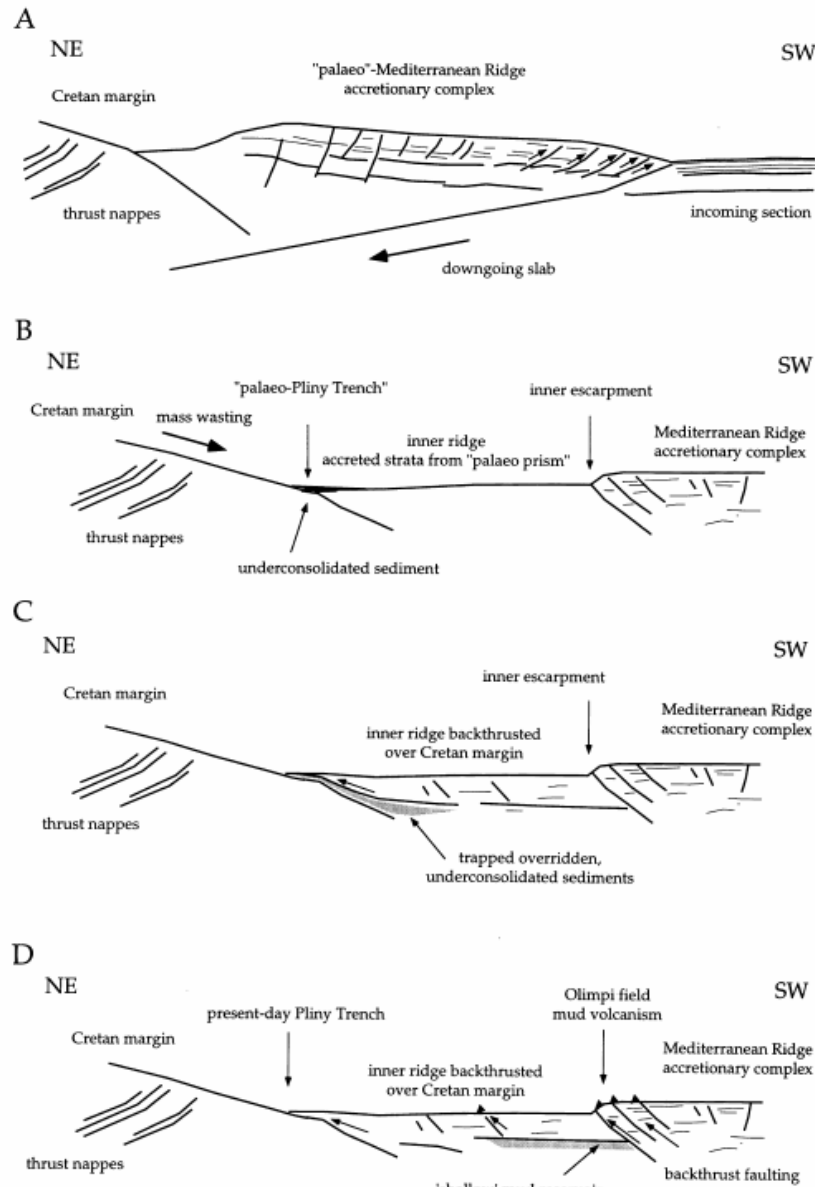 A
NE
SW
"palaeo"-Mediterranean Ridge
accretionary complex
Cretan margin
thrust nappes
incoming section
downgoing slab
B
NE
SW
"palaeo-Pliny Trench"
inner escarpment
Cretan margin
mass wasting
inner ridge
accreted strata from "palaeo prism"
Mediterranean Ridge
accretionary complex
thrust nappes
underconsolidated sediment
C
NE
SW
inner escarpment
Cretan margin
Mediterranean Ridge
accretionary complex
inner ridge backthrusted
over Cretan margin
thrust nappes
trapped overridden,
underconsolidated sediments
D
NE
SW
Olimpi field
mud volcanism
present-day Pliny Trench
Cretan margin
Mediterranean Ridge
accretionary complex
inner ridge backthrusted
over Cretan margin
thrust nappes
backthrust faulting